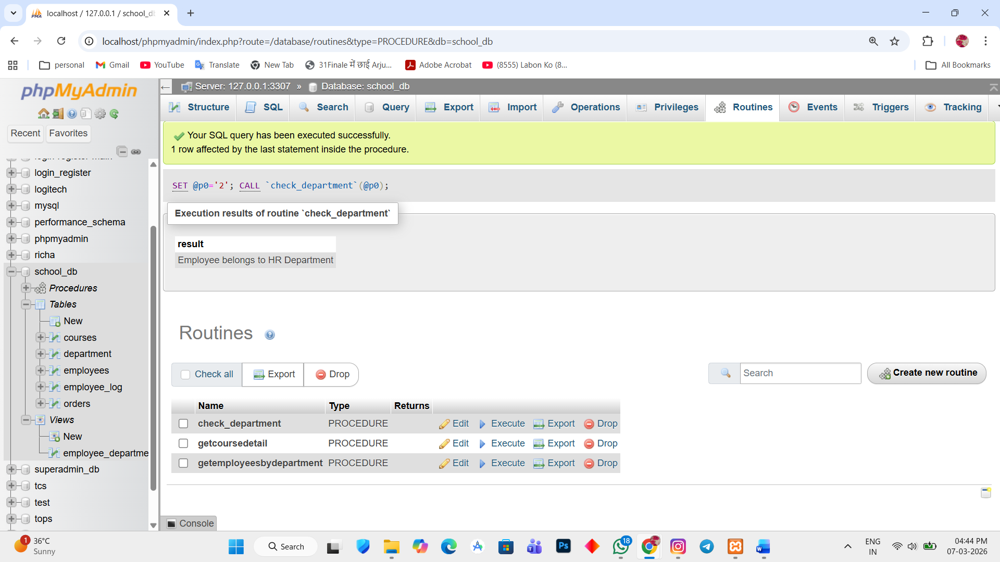 localhost / 127.0.0.1 / school_db
localhost/phpmyadmin/index.php?route=/database/routines&type=PROCEDURE&db=school_db
personal
Gmail
YouTube
Translate
New Tab
31Finale में छाई Arju...
Adobe Acrobat
(8555) Labon Ko (8...
All Bookmarks
phpMyAdmin
Recent
Favorites
login_register
logitech
mysql
performance_schema
phpmyadmin
richa
school_db
Procedures
Tables
New
courses
department
employees
employee_log
orders
Views
New
employee_departme
superadmin_db
tcs
test
tops
Server: 127.0.0.1:3307 » Database: school_db
Structure
SQL
Search
Query
Export
Import
Operations
Privileges
Routines
Events
Triggers
Tracking
Your SQL query has been executed successfully.
1 row affected by the last statement inside the procedure.
SET @p0='2'; CALL `check_department`(@p0);
Execution results of routine `check_department`
result
Employee belongs to HR Department
Routines
Check all
Export
Drop
Search
Create new routine
Name Type Returns
check_department PROCEDURE Edit Execute Export Drop
getcoursedetail PROCEDURE Edit Execute Export Drop
getemployeesbydepartment PROCEDURE Edit Execute Export Drop
Console
1
36°C
Sunny
Search
Ps
18
ENG
IN
04:44 PM
07-03-2026